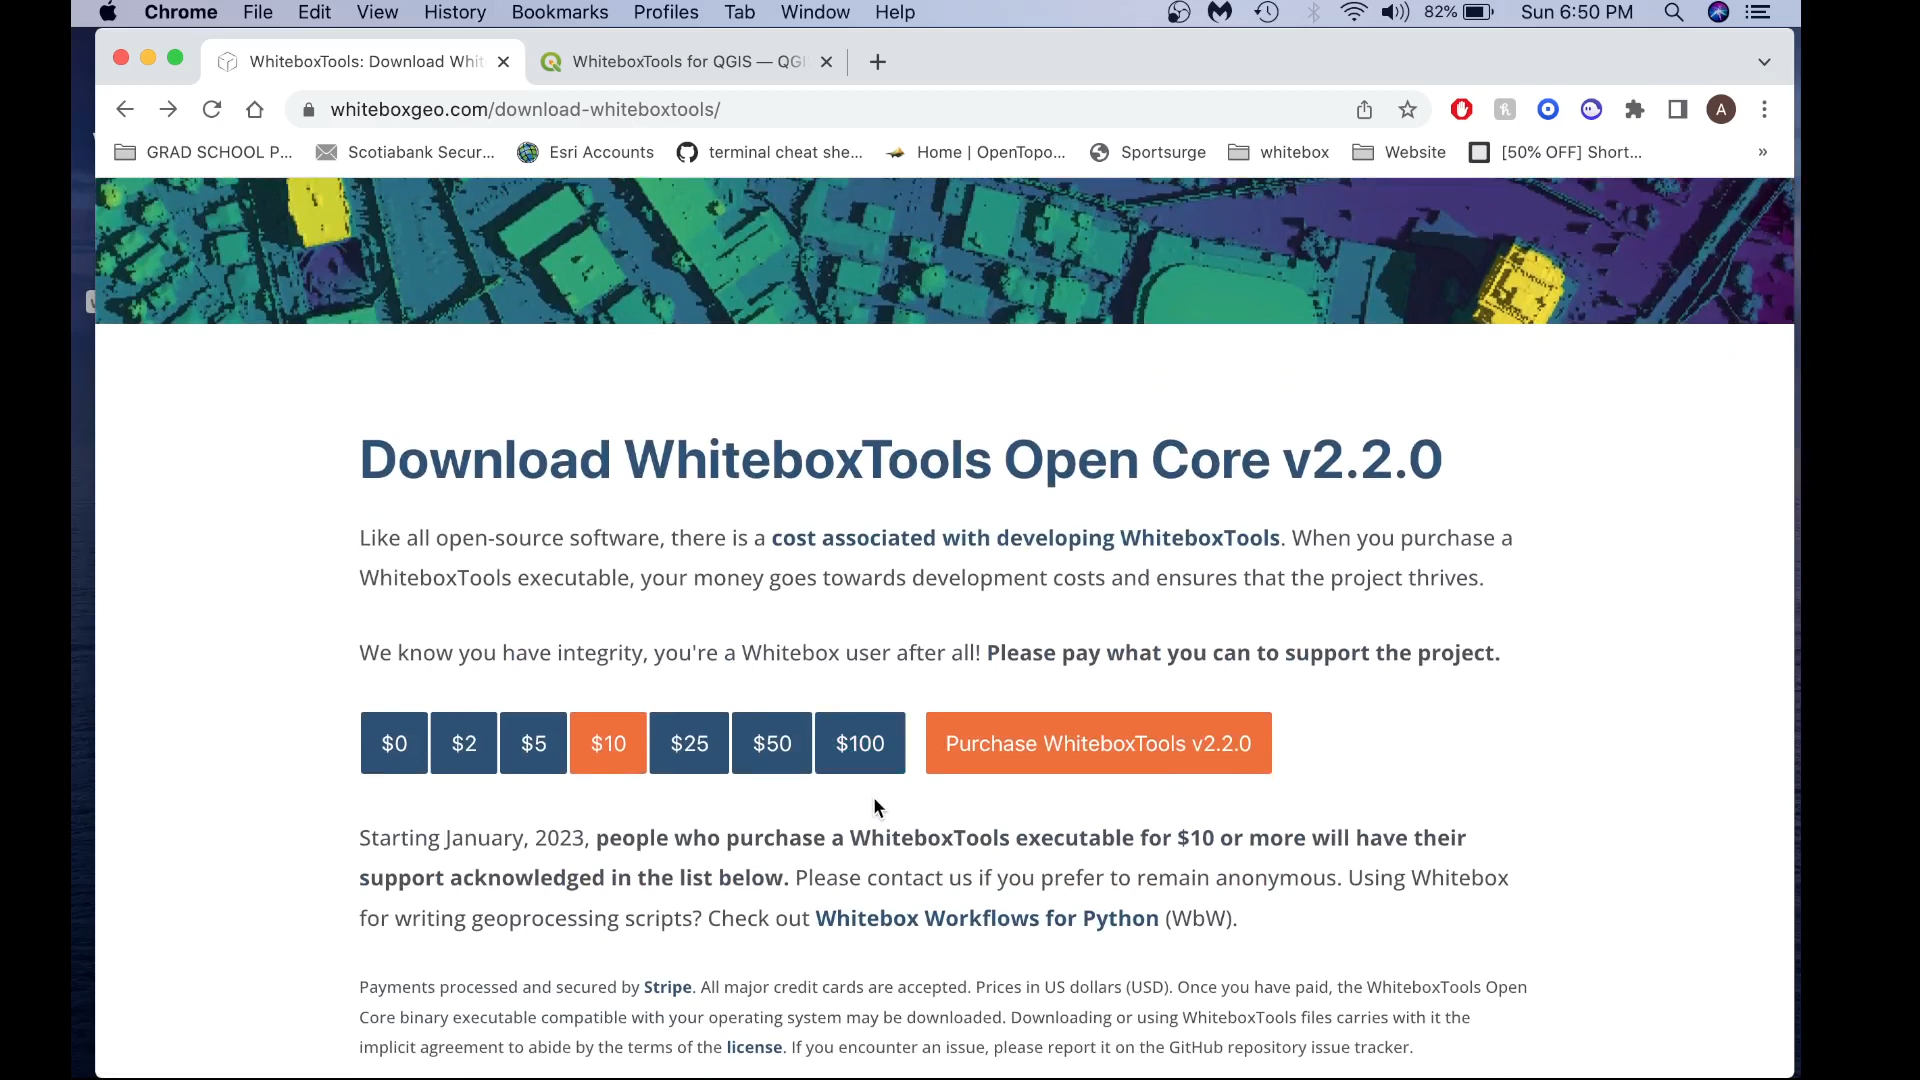 Chrome File Edit View History Bookmarks Profiles Tab Window Help 82% Sun 6:50 PM
WhiteboxTools: Download Whit
WhiteboxTools for QGIS — QGI
whiteboxgeo.com/download-whiteboxtools/
A
GRAD SCHOOL P... Scotiabank Secur... Esri Accounts terminal cheat she... Home | OpenTopo... Sportsurge whitebox Website [50% OFF] Short... »
Download WhiteboxTools Open Core v2.2.0
Like all open-source software, there is a cost associated with developing WhiteboxTools. When you purchase a
WhiteboxTools executable, your money goes towards development costs and ensures that the project thrives.
We know you have integrity, you're a Whitebox user after all! Please pay what you can to support the project.
$0 $2 $5 $10 $25 $50 $100 Purchase WhiteboxTools v2.2.0
Starting January, 2023, people who purchase a WhiteboxTools executable for $10 or more will have their
support acknowledged in the list below. Please contact us if you prefer to remain anonymous. Using Whitebox
for writing geoprocessing scripts? Check out Whitebox Workflows for Python (WbW).
Payments processed and secured by Stripe. All major credit cards are accepted. Prices in US dollars (USD). Once you have paid, the WhiteboxTools Open
Core binary executable compatible with your operating system may be downloaded. Downloading or using WhiteboxTools files carries with it the
implicit agreement to abide by the terms of the license. If you encounter an issue, please report it on the GitHub repository issue tracker.